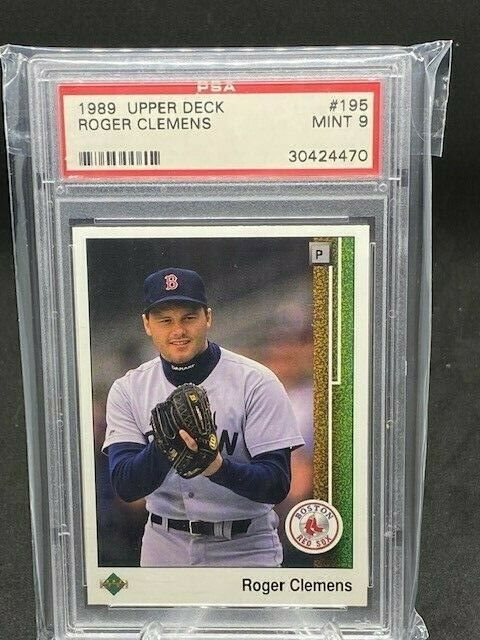 PSA
1989 UPPER DECK #195
ROGER CLEMENS MINT 9
30424470
P
B
W
BOSTON
RED SOX
Roger Clemens